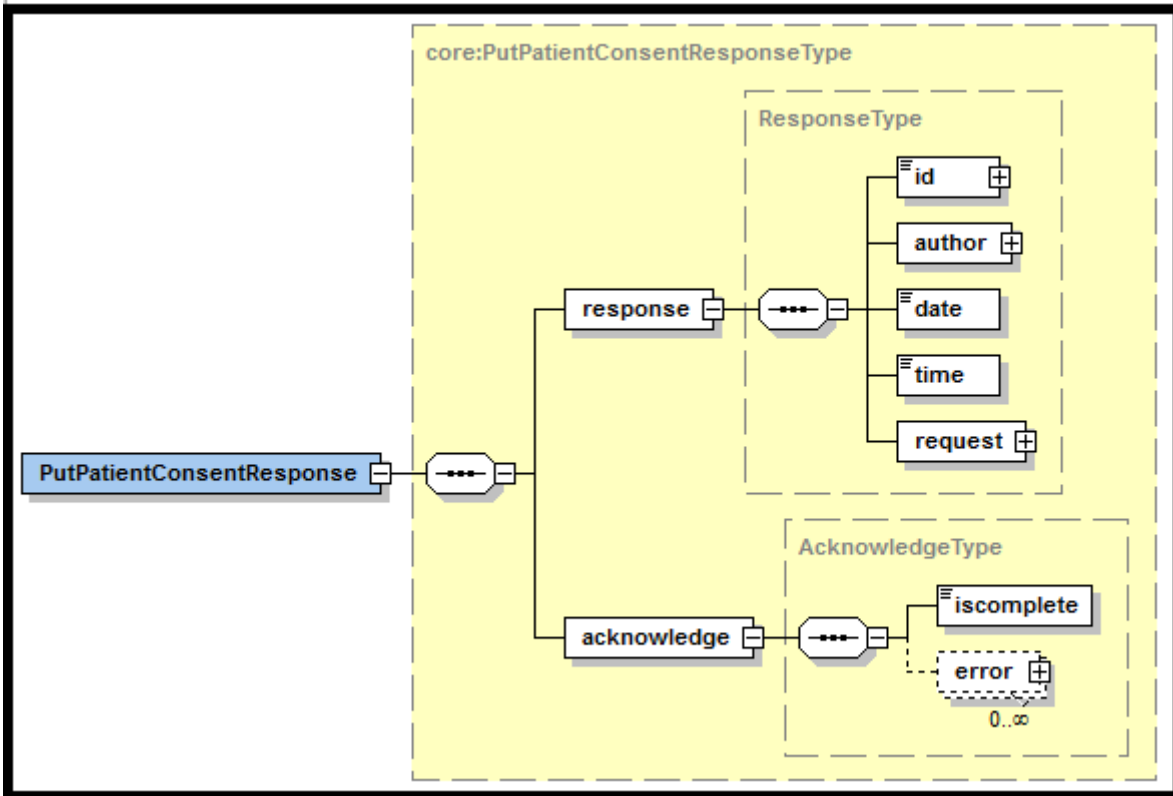 core:PutPatientConsentResponseType
ResponseType
id
author
date
time
request
response
PutPatientConsentResponse
AcknowledgeType
iscomplete
acknowledge
error
0..∞